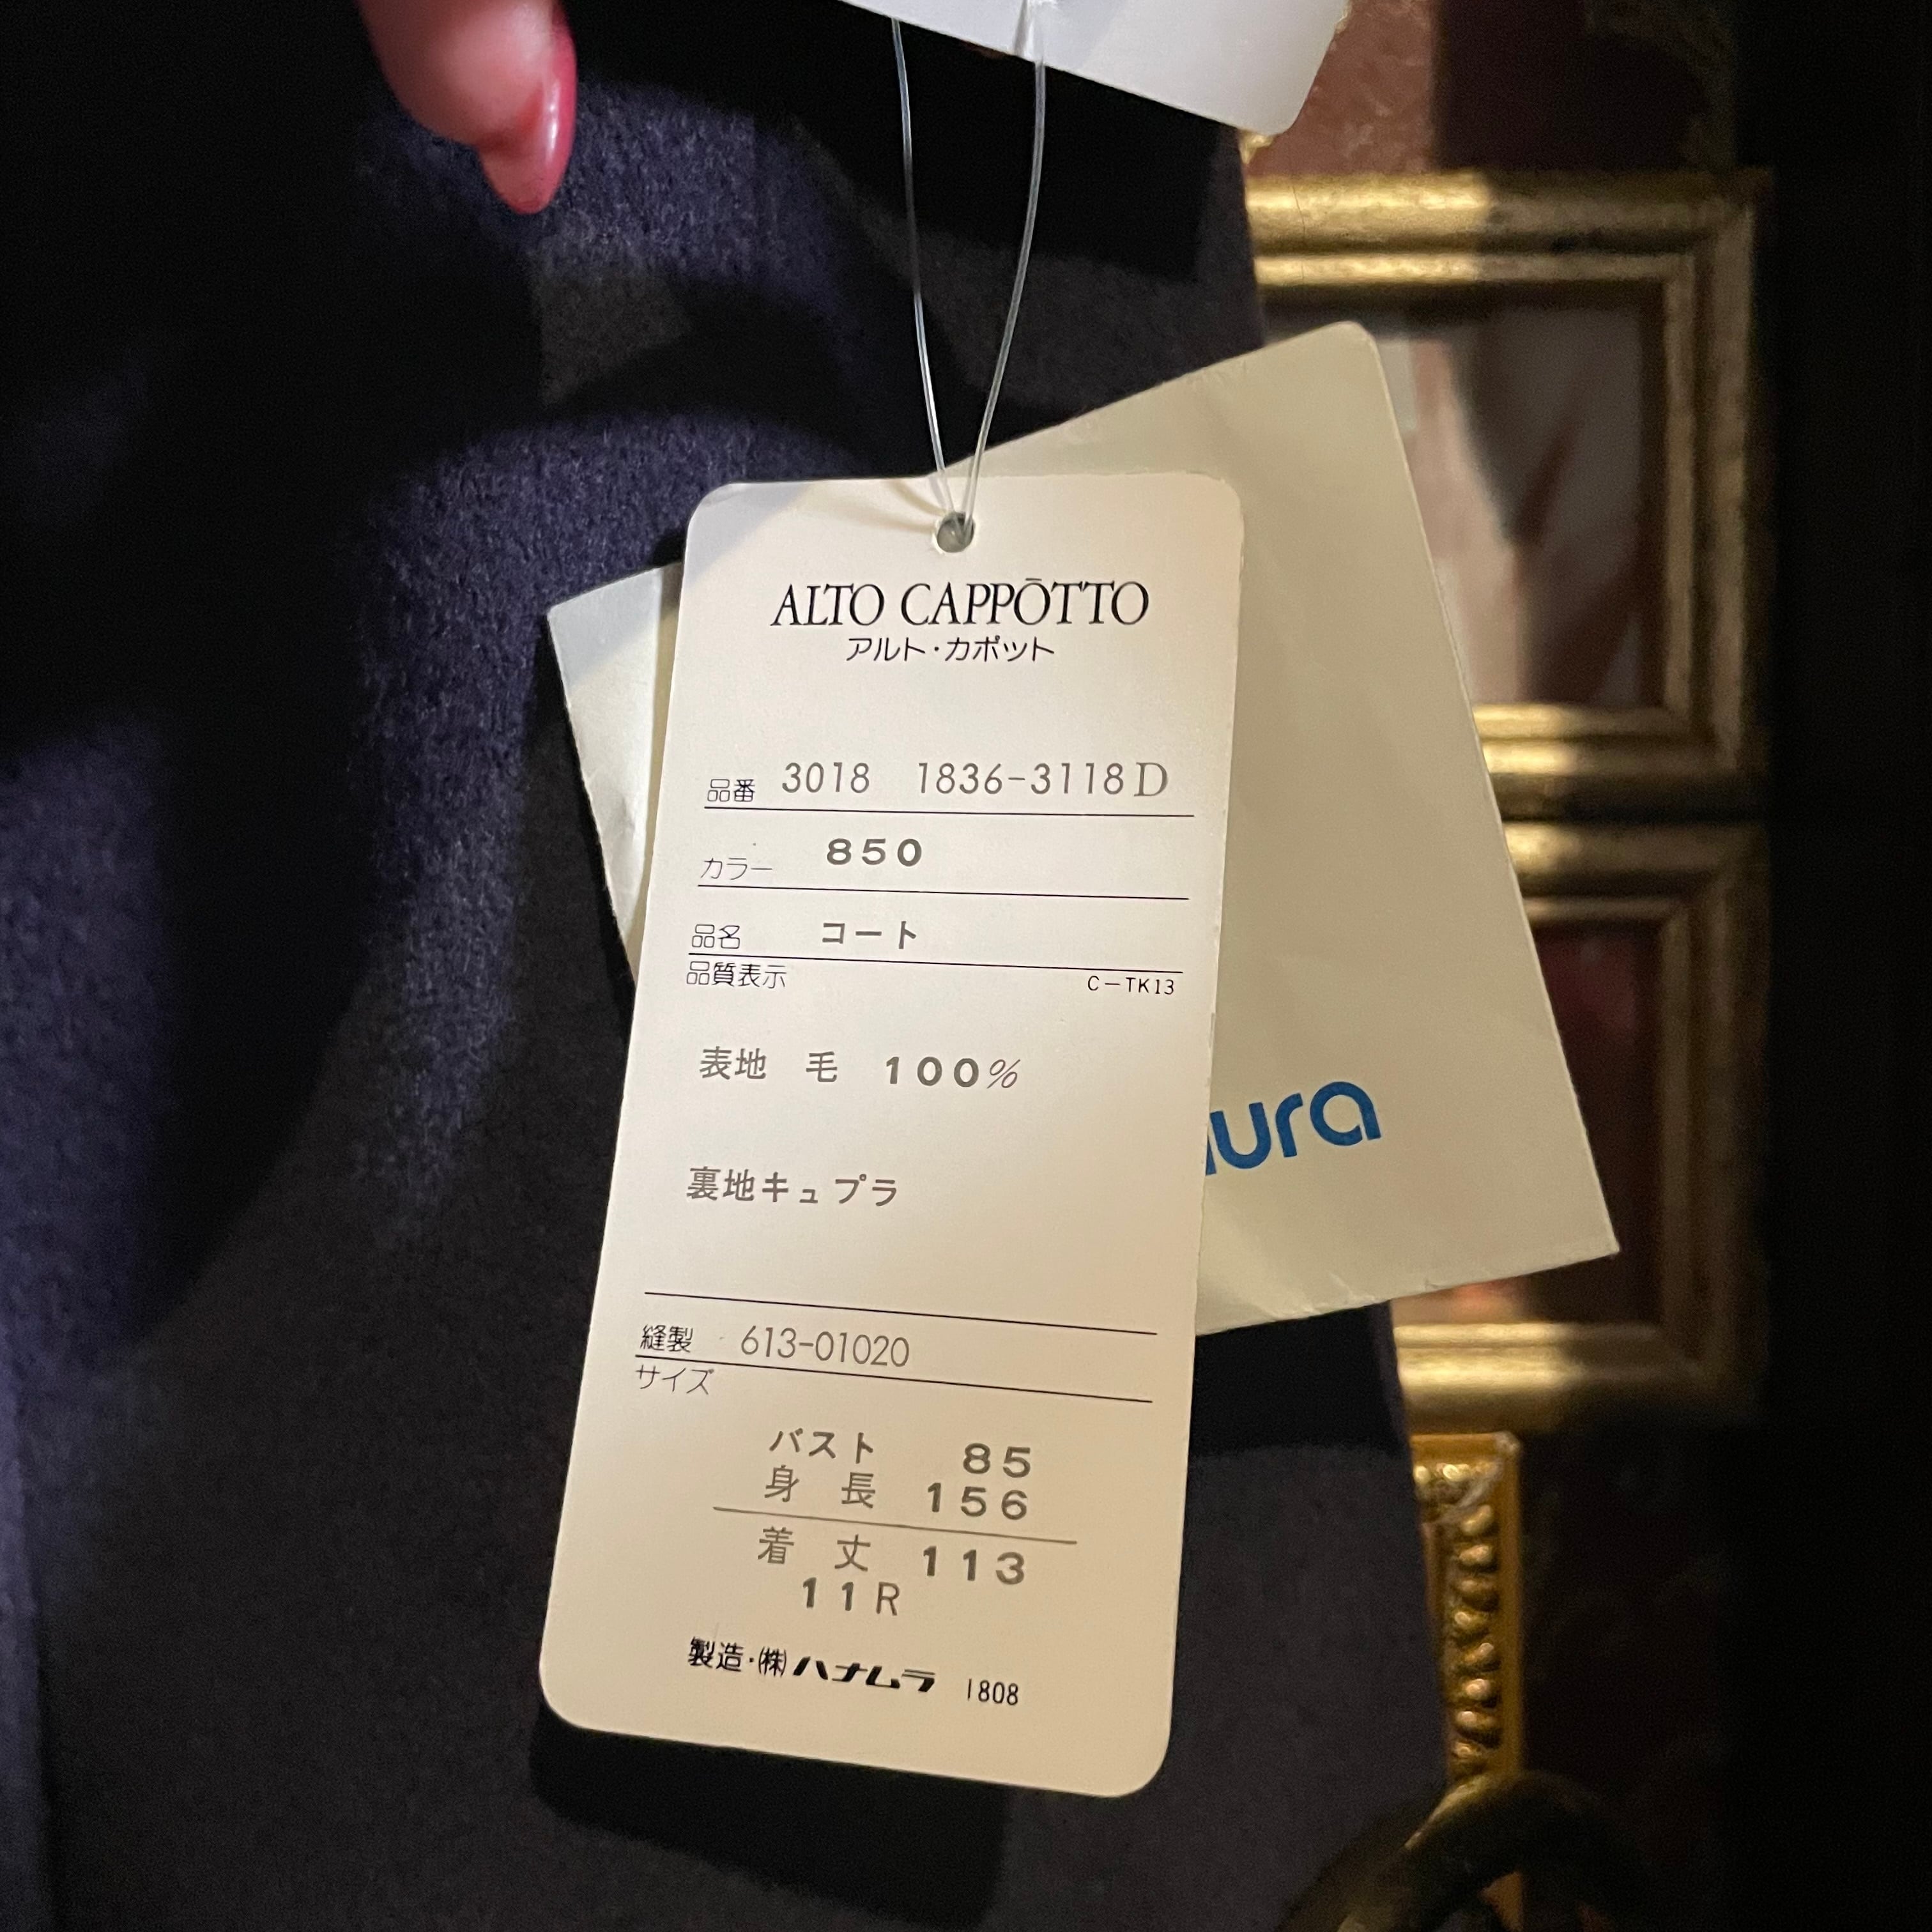 ALTO CAPPŌTTO
アルト・カポット
品番 3018 1836-3118D
カラー 850
品名 コート
品質表示 C-TK13
表地 毛 100%
裏地キュプラ
縫製 613-01020
サイズ
バスト 85
身長 156
着丈 113
11R
製造・㈱ハナムラ 1808
ura